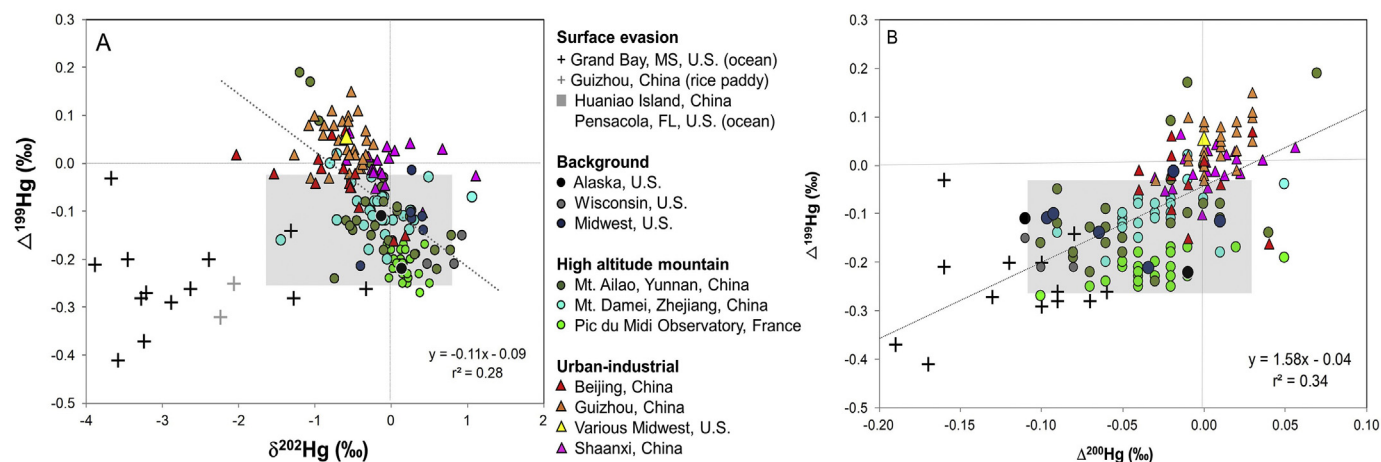 A
0.3
0.2
0.1
0.0
-0.1
-0.2
-0.3
-0.4
-0.5
△¹⁹⁹Hg (‰)
-4
-3
-2
-1
0
1
2
δ²⁰²Hg (‰)
y = -0.11x - 0.09
r² = 0.28
Surface evasion
Grand Bay, MS, U.S. (ocean)
Guizhou, China (rice paddy)
Huaniao Island, China
Pensacola, FL, U.S. (ocean)
Background
Alaska, U.S.
Wisconsin, U.S.
Midwest, U.S.
High altitude mountain
Mt. Ailao, Yunnan, China
Mt. Damei, Zhejiang, China
Pic du Midi Observatory, France
Urban-industrial
Beijing, China
Guizhou, China
Various Midwest, U.S.
Shaanxi, China
B
0.3
0.2
0.1
0.0
-0.1
-0.2
-0.3
-0.4
-0.5
△¹⁹⁹Hg (‰)
-0.20
-0.10
-0.05
0.00
0.05
0.10
Δ²⁰⁰Hg (‰)
y = 1.58x - 0.04
r² = 0.34